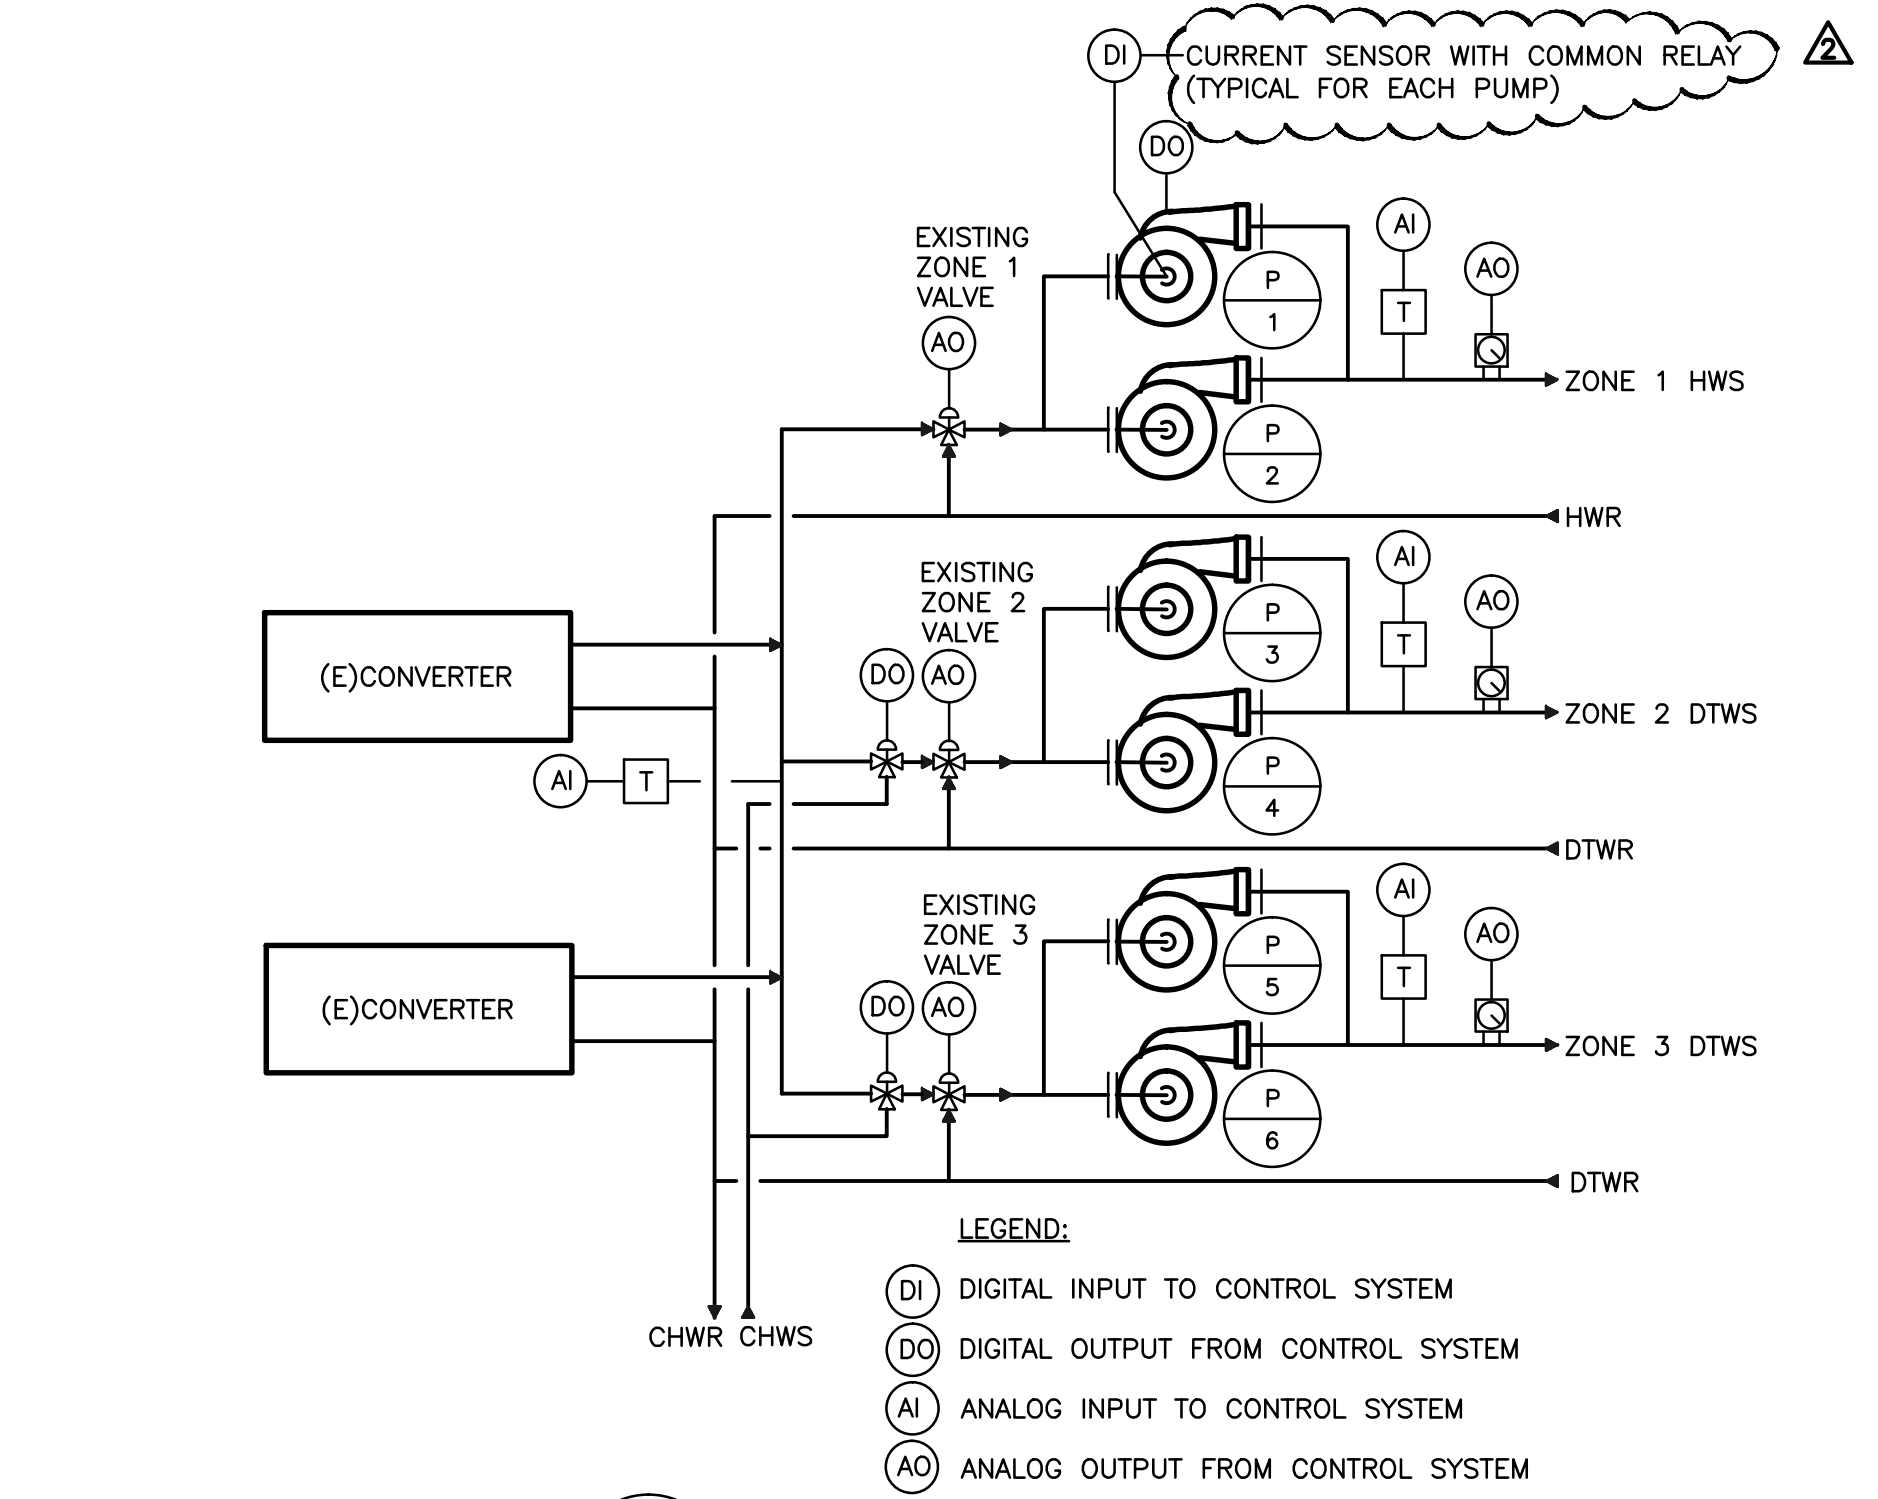 DI
CURRENT SENSOR WITH COMMON RELAY
(TYPICAL FOR EACH PUMP)
2
DO
EXISTING
ZONE 1
VALVE
AO
P
1
AI
T
AO
ZONE 1 HWS
P
2
HWR
EXISTING
ZONE 2
VALVE
DO
AO
P
3
AI
T
AO
ZONE 2 DTWS
P
4
DTWR
(E)CONVERTER
AI
T
EXISTING
ZONE 3
VALVE
DO
AO
P
5
AI
T
AO
ZONE 3 DTWS
P
6
DTWR
(E)CONVERTER
CHWR
CHWS
LEGEND:
DI DIGITAL INPUT TO CONTROL SYSTEM
DO DIGITAL OUTPUT FROM CONTROL SYSTEM
AI ANALOG INPUT TO CONTROL SYSTEM
AO ANALOG OUTPUT FROM CONTROL SYSTEM